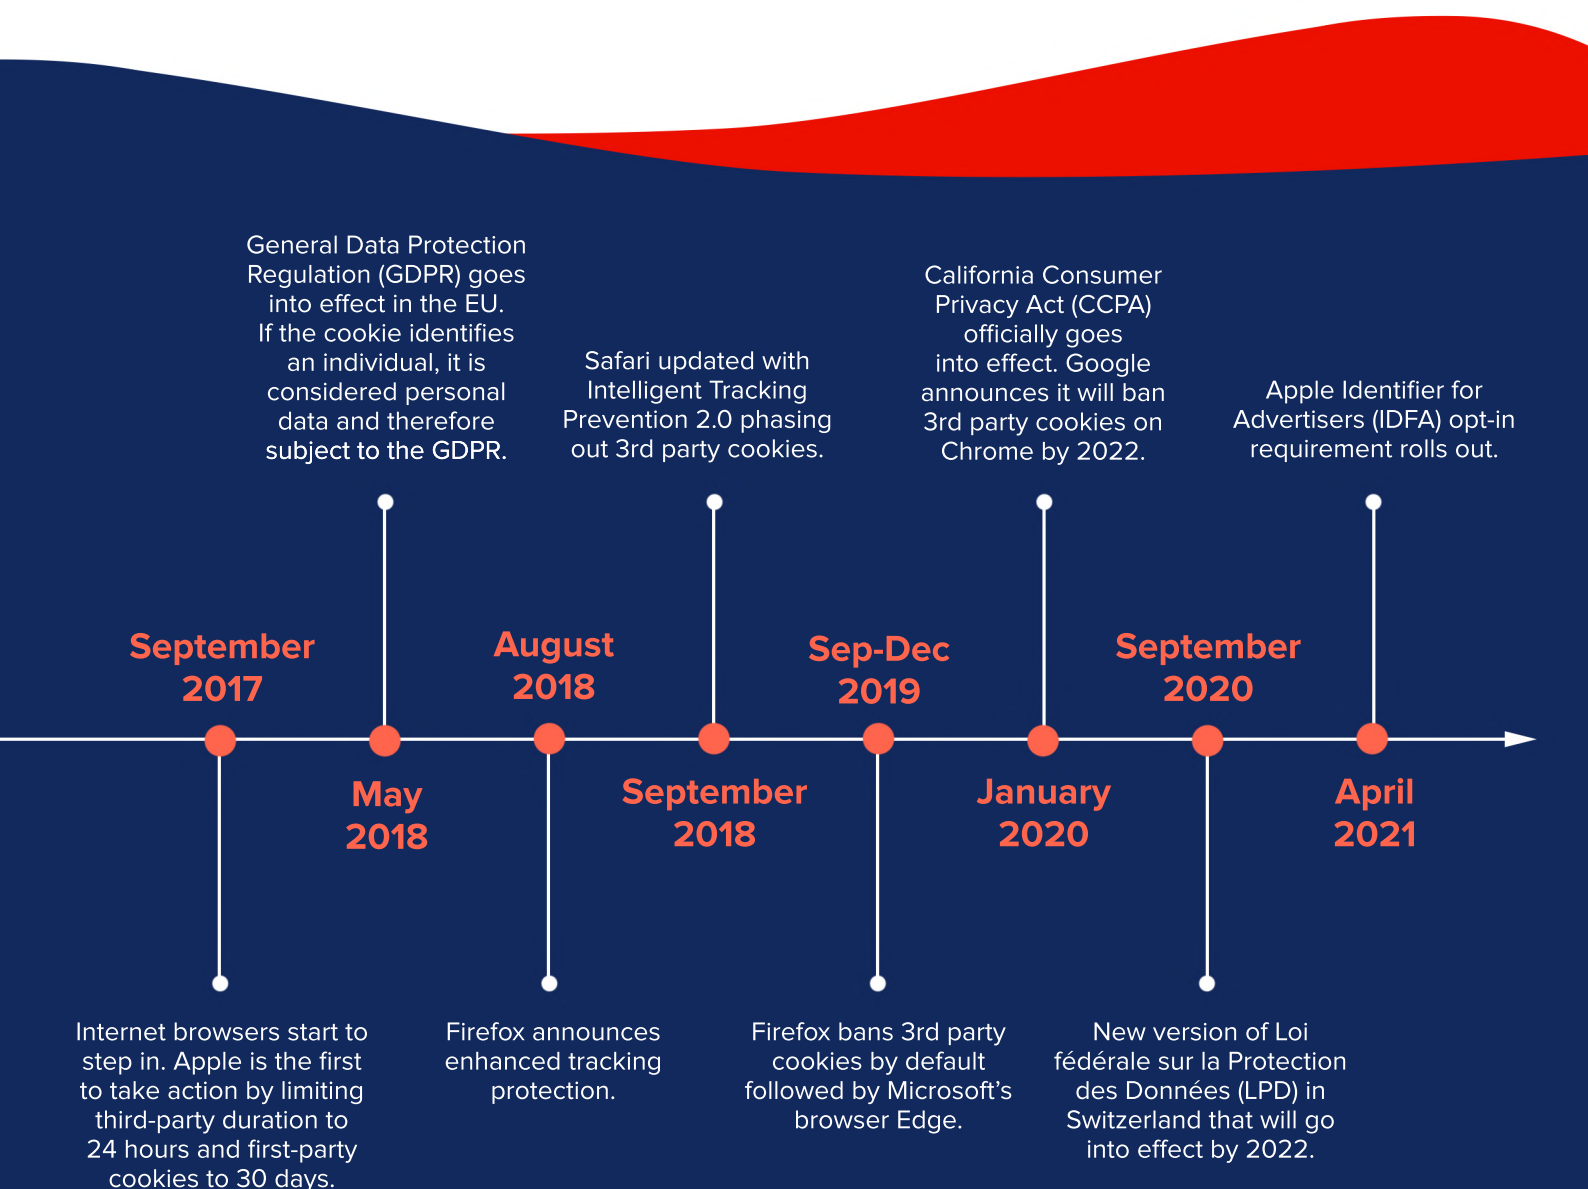 General Data Protection
Regulation (GDPR) goes
into effect in the EU.
If the cookie identifies
an individual, it is
considered personal
data and therefore
subject to the GDPR.
Safari updated with
Intelligent Tracking
Prevention 2.0 phasing
out 3rd party cookies.
California Consumer
Privacy Act (CCPA)
officially goes
into effect. Google
announces it will ban
3rd party cookies on
Chrome by 2022.
Apple Identifier for
Advertisers (IDFA) opt-in
requirement rolls out.
September
2017
May
2018
August
2018
September
2018
Sep-Dec
2019
January
2020
September
2020
April
2021
Internet browsers start to
step in. Apple is the first
to take action by limiting
third-party duration to
24 hours and first-party
cookies to 30 days.
Firefox announces
enhanced tracking
protection.
Firefox bans 3rd party
cookies by default
followed by Microsoft’s
browser Edge.
New version of Loi
fédérale sur la Protection
des Données (LPD) in
Switzerland that will go
into effect by 2022.